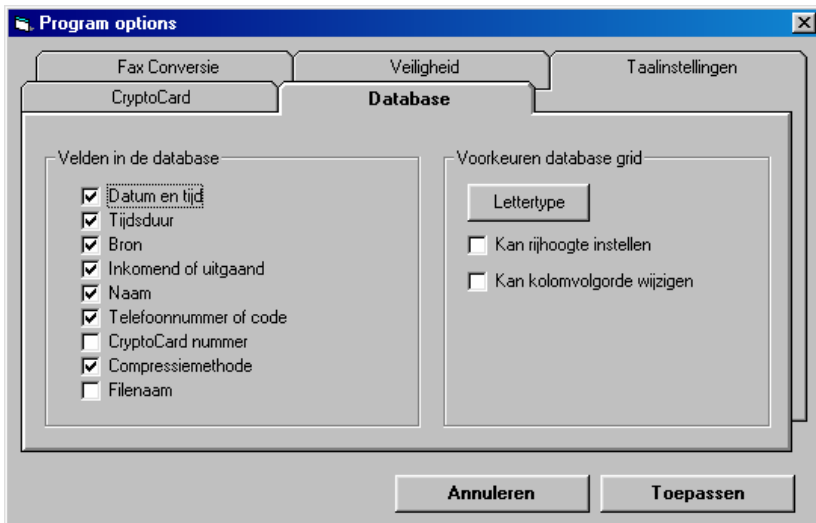 Program options
Fax Conversie
Veiligheid
Taalinstellingen
CryptoCard
Database
Velden in de database
Datum en tijd
Tijdsduur
Bron
Inkomend of uitgaand
Naam
Telefoonnummer of code
CryptoCard nummer
Compressiemethode
Filenaam
Voorkeuren database grid
Lettertype
Kan rijhoogte instellen
Kan kolomvolgorde wijzigen
Annuleren
Toepassen